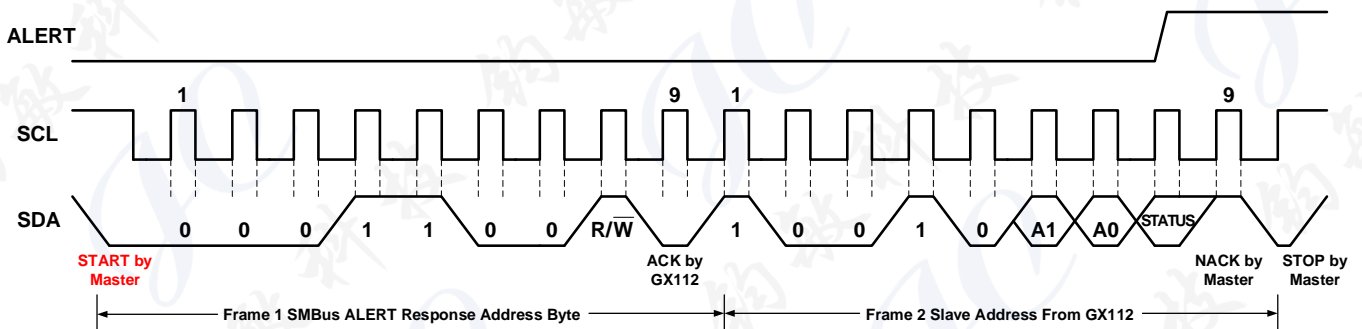 ALERT
1 9 1 9
SCL
SDA
0 0 0 1 1 0 0 R/W 1 0 0 1 0 A1 A0 STATUS
START by
Master
ACK by
GX112
NACK by
Master
STOP by
Master
Frame 1 SMBus ALERT Response Address Byte
Frame 2 Slave Address From GX112